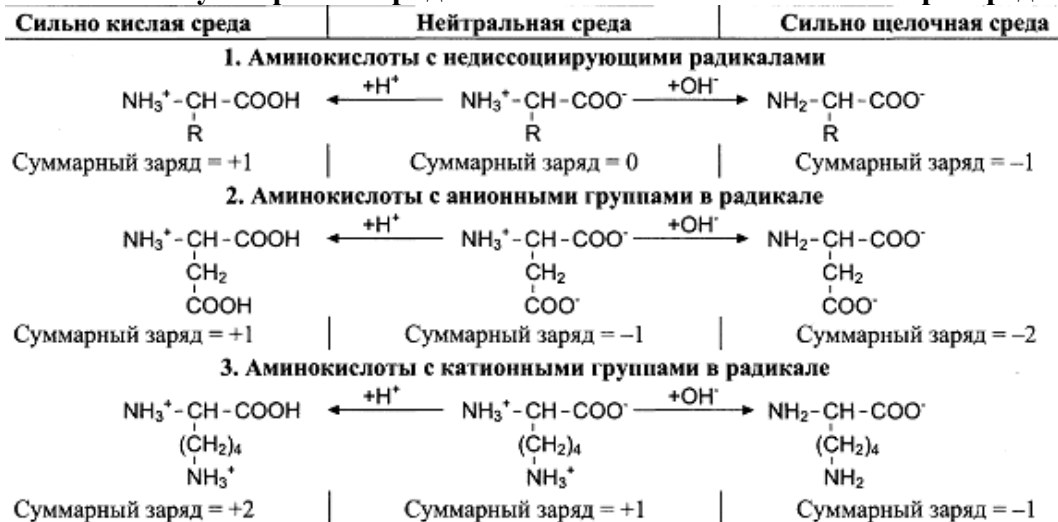 Сильно кислая среда | Нейтральная среда | Сильно щелочная среда
1. Аминокислоты с недиссоциирующими радикалами
NH₃⁺-CH-COOH ←+H⁺ NH₃⁺-CH-COO⁻ +OH⁻→ NH₂-CH-COO⁻
R R R
Суммарный заряд = +1 | Суммарный заряд = 0 | Суммарный заряд = –1
2. Аминокислоты с анионными группами в радикале
NH₃⁺-CH-COOH ←+H⁺ NH₃⁺-CH-COO⁻ +OH⁻→ NH₂-CH-COO⁻
CH₂ CH₂ CH₂
COOH COO⁻ COO⁻
Суммарный заряд = +1 | Суммарный заряд = –1 | Суммарный заряд = –2
3. Аминокислоты с катионными группами в радикале
NH₃⁺-CH-COOH ←+H⁺ NH₃⁺-CH-COO⁻ +OH⁻→ NH₂-CH-COO⁻
(CH₂)₄ (CH₂)₄ (CH₂)₄
NH₃⁺ NH₃⁺ NH₂
Суммарный заряд = +2 | Суммарный заряд = +1 | Суммарный заряд = –1